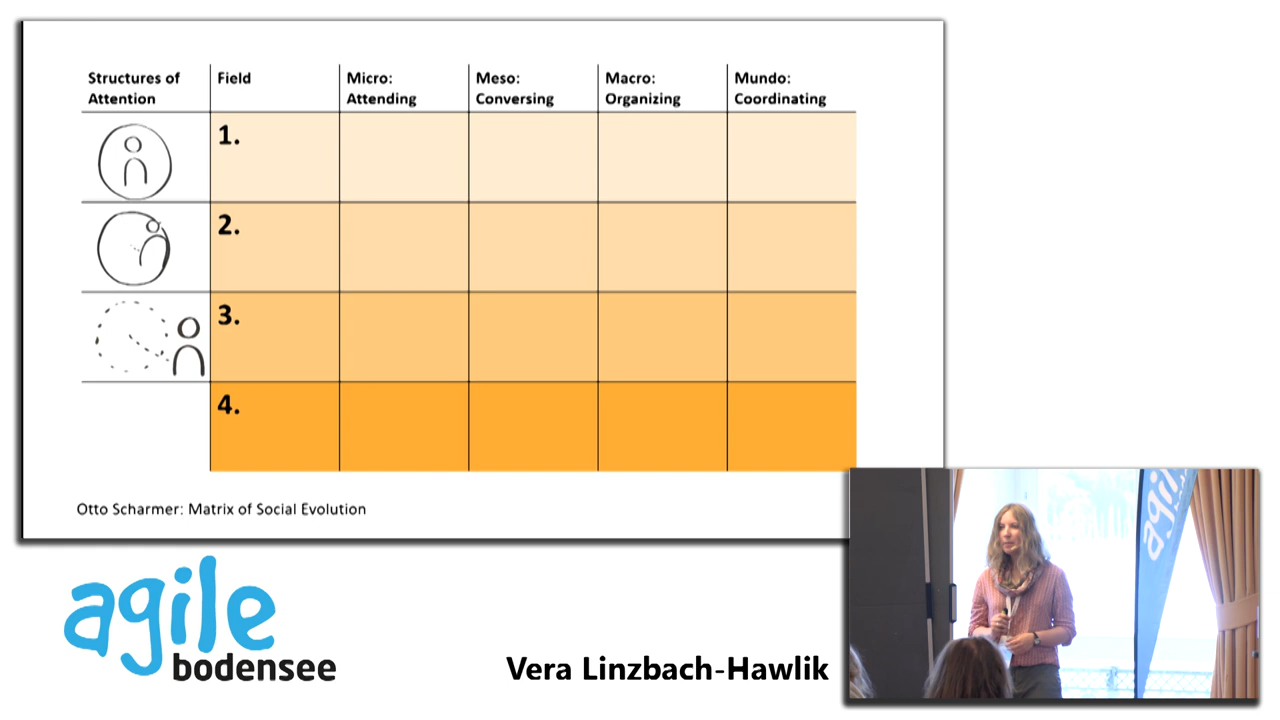 Structures of Attention
Field
Micro: Attending
Meso: Conversing
Macro: Organizing
Mundo: Coordinating
1.
2.
3.
4.
Otto Scharmer: Matrix of Social Evolution
agile
bodensee
Vera Linzbach-Hawlik
agil